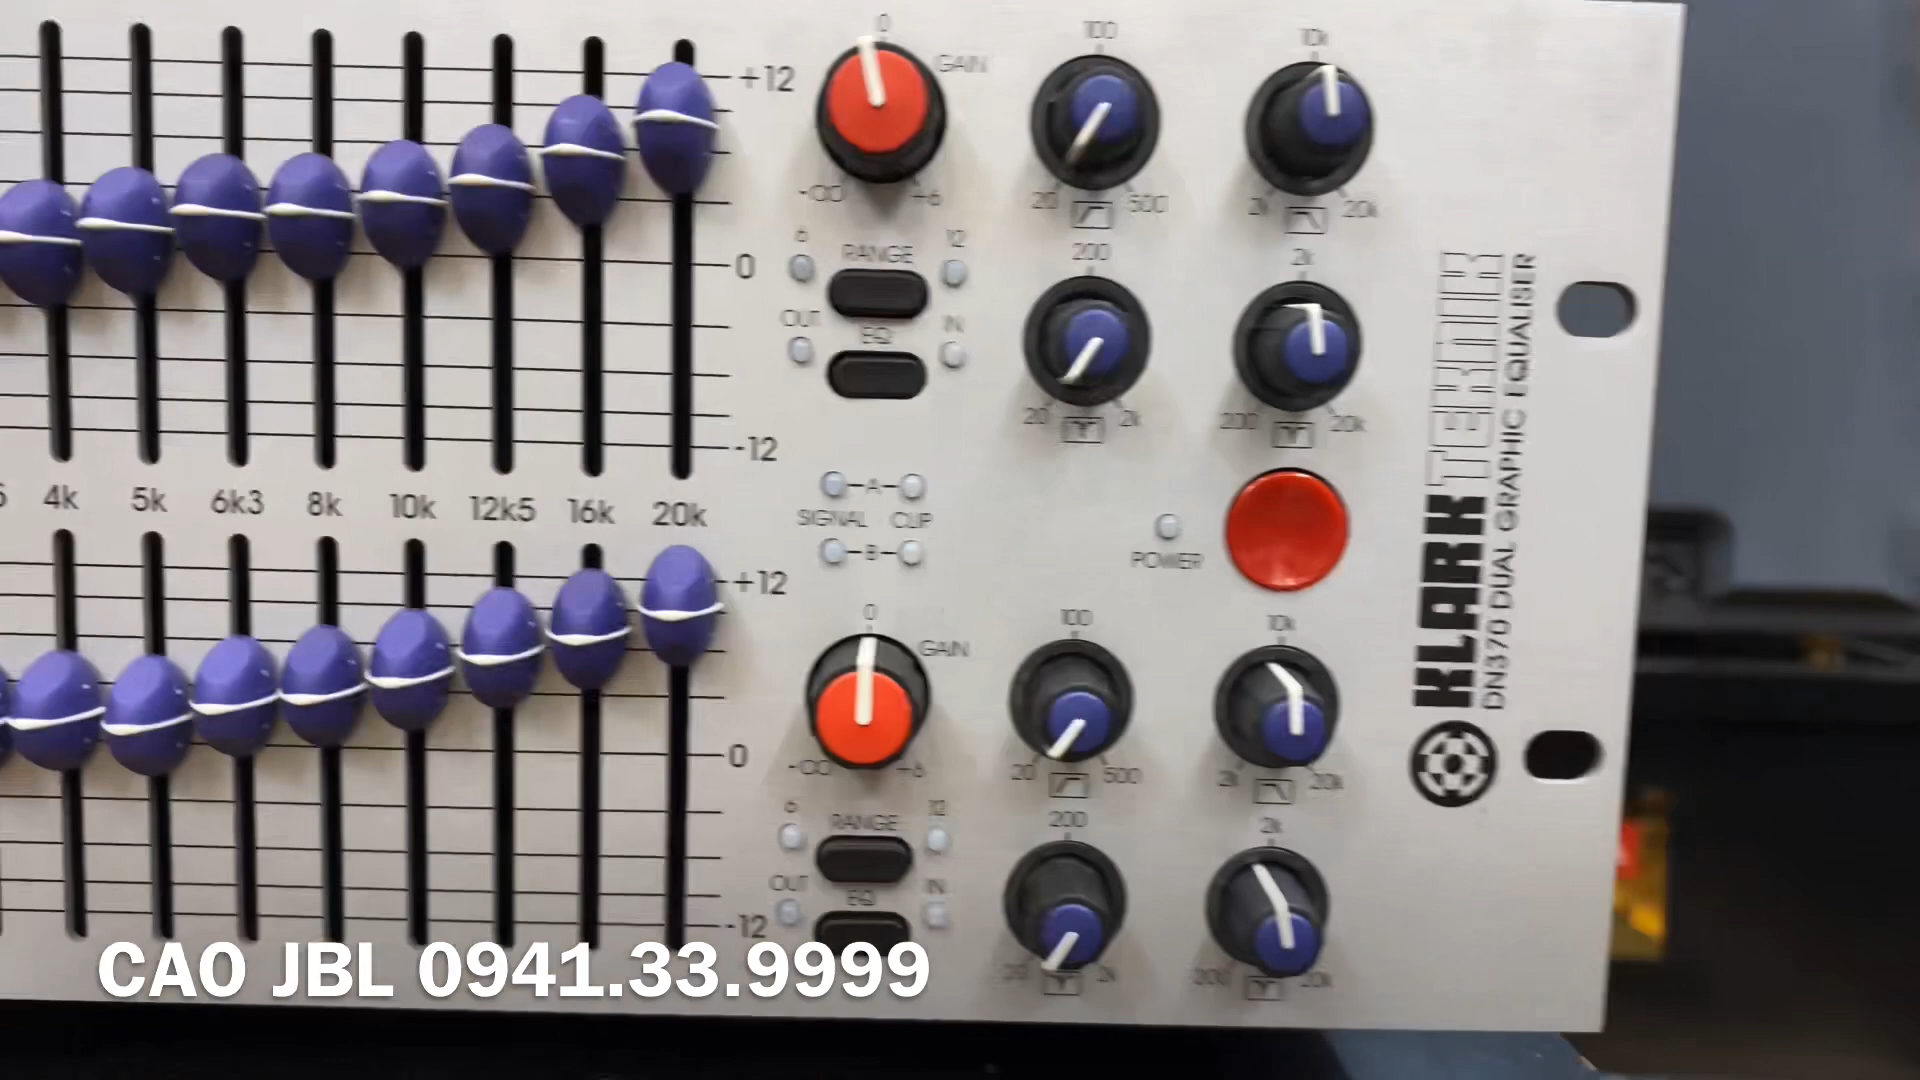 0
GAIN
-∞
+6
100
20
500
10k
2k
20k
+12
0
-12
6
RANGE
12
OUT
EQ
IN
200
20
2k
2k
200
20k
4k
5k
6k3
8k
10k
12k5
16k
20k
A
SIGNAL
CLIP
B
POWER
KLARK TEKNIK
DN370 DUAL GRAPHIC EQUALISER
+12
0
-12
0
GAIN
-∞
+6
100
20
500
10k
2k
20k
6
RANGE
12
OUT
EQ
IN
200
20
2k
2k
200
20k
CAO JBL 0941.33.9999